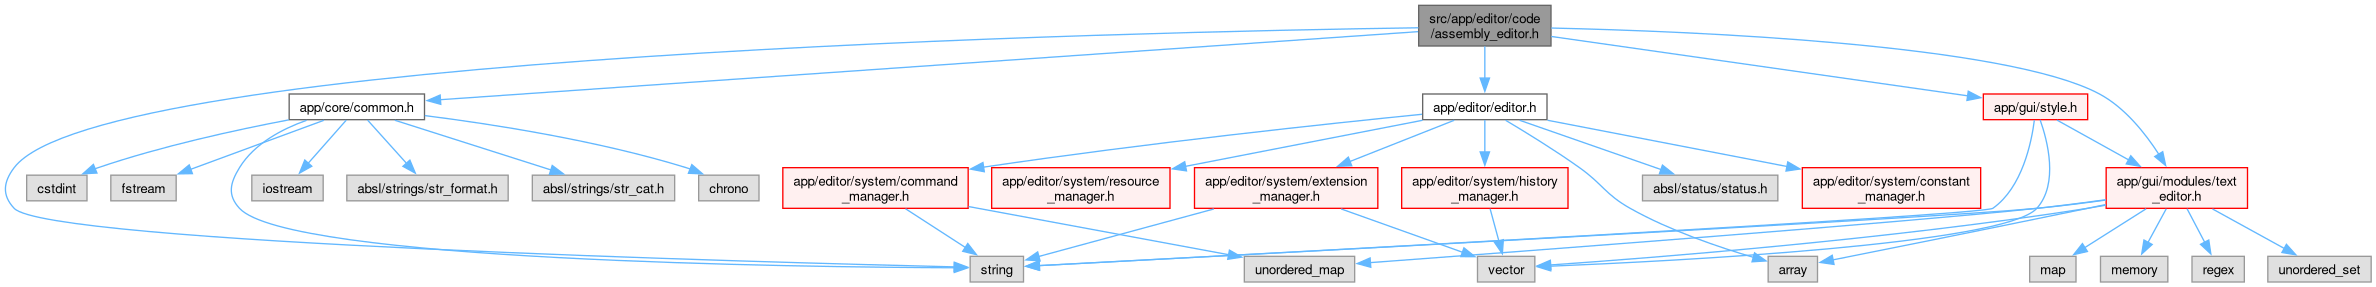 src/app/editor/code
/assembly_editor.h
app/core/common.h
app/editor/editor.h
app/gui/style.h
cstdint
fstream
iostream
absl/strings/str_format.h
absl/strings/str_cat.h
chrono
app/editor/system/command
_manager.h
app/editor/system/resource
_manager.h
app/editor/system/extension
_manager.h
app/editor/system/history
_manager.h
absl/status/status.h
app/editor/system/constant
_manager.h
app/gui/modules/text
_editor.h
string
unordered_map
vector
array
map
memory
regex
unordered_set